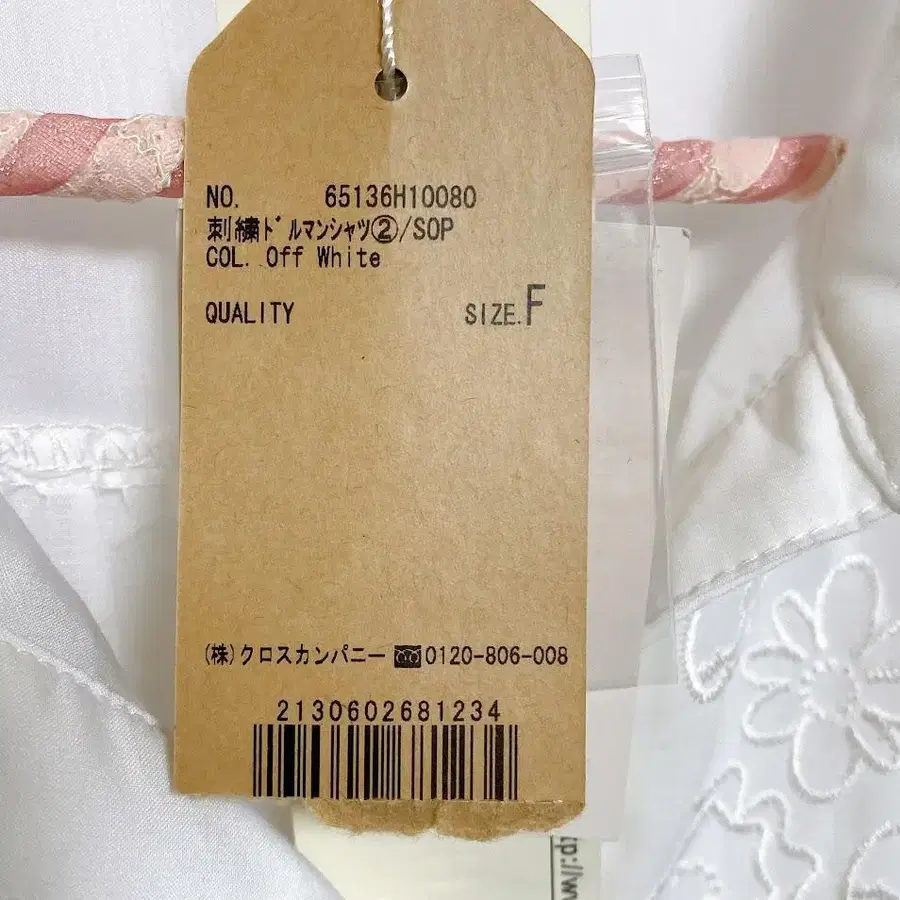 NO. 65136H10080
刺繍ドルマンシャツ②/SOP
COL. Off White
QUALITY SIZE.F
(株)クロスカンパニー 0120-806-008
2130602681234